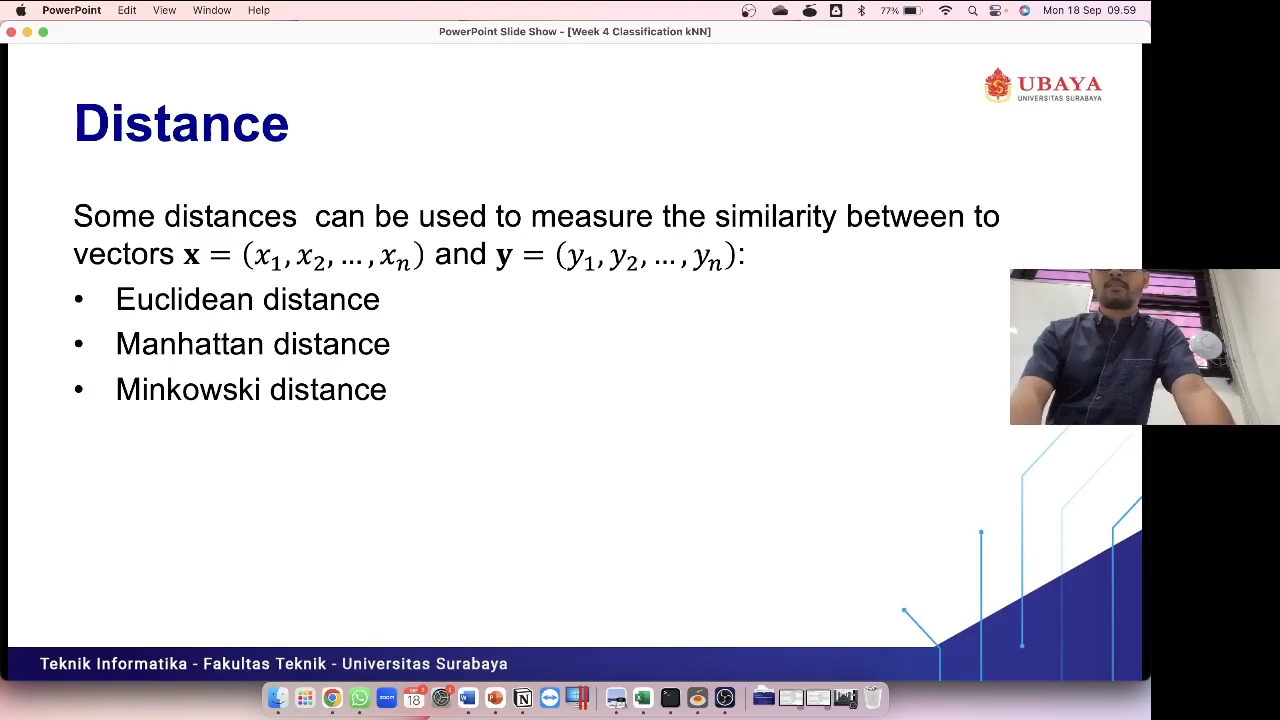 PowerPoint Edit View Window Help 77% Mon 18 Sep 09.59
PowerPoint Slide Show - [Week 4 Classification kNN]
UBAYA
UNIVERSITAS SURABAYA
Distance
Some distances  can be used to measure the similarity between to
vectors x = (x₁, x₂, …, xₙ) and y = (y₁, y₂, …, yₙ):
• Euclidean distance
• Manhattan distance
• Minkowski distance
Teknik Informatika - Fakultas Teknik - Universitas Surabaya
zoom 18